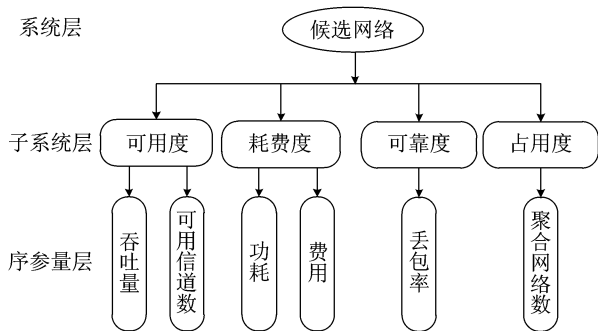 系统层
候选网络
子系统层
可用度
耗费度
可靠度
占用度
序参量层
吞吐量
可用信道数
功耗
费用
丢包率
聚合网络数